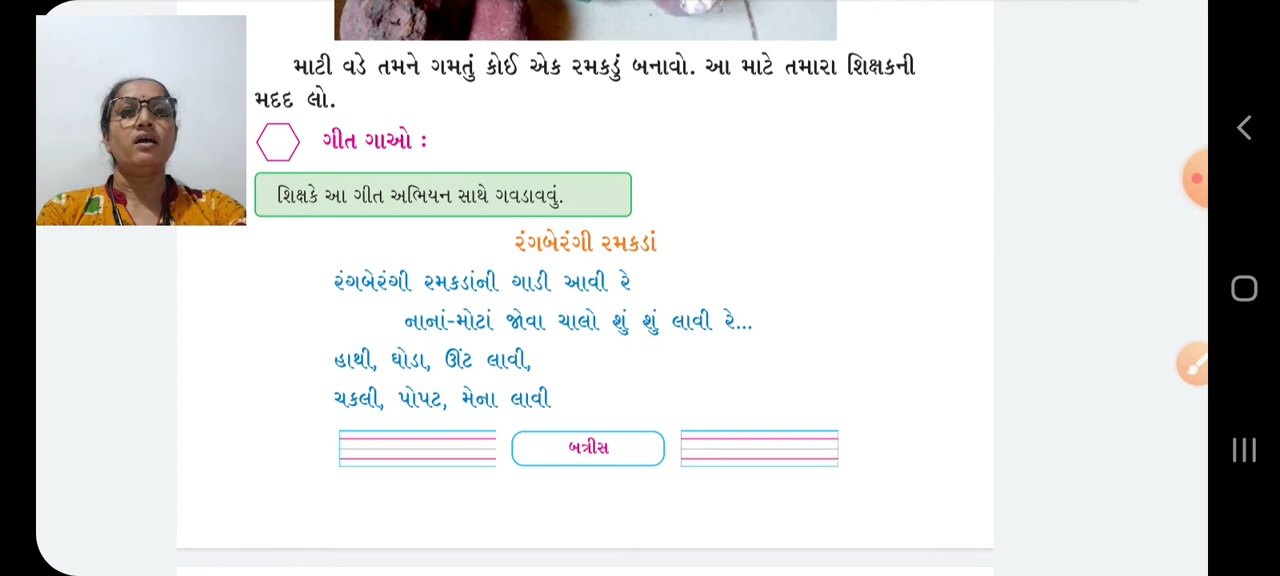 માટી વડે તમને ગમતું કોઈ એક રમકડું બનાવો. આ માટે તમારા શિક્ષકની
મદદ લો.
ગીત ગાઓ :
શિક્ષકે આ ગીત અભિયન સાથે ગવડાવવું.
રંગબેરંગી રમકડાં
રંગબેરંગી રમકડાંની ગાડી આવી રે
નાનાં-મોટાં જોવા ચાલો શું શું લાવી રે...
હાથી, ઘોડા, ઊંટ લાવી,
ચકલી, પોપટ, મેના લાવી
બત્રીસ